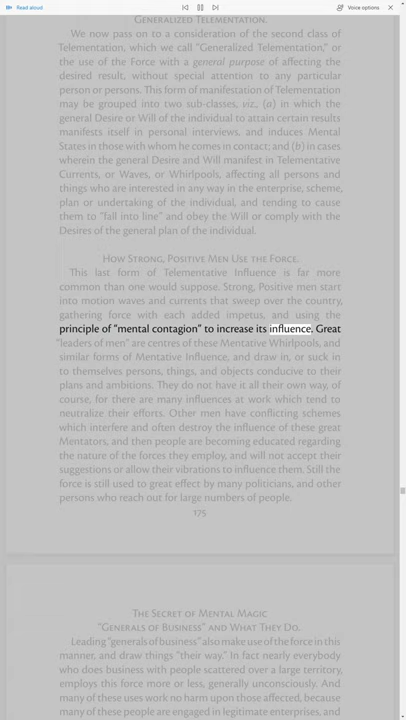 Read aloud
Voice options
Generalized Telementation.
We now pass on to a consideration of the second class of
Telementation, which we call "Generalized Telementation," or
the use of the Force with a general purpose of affecting the
desired result, without special attention to any particular
person or persons. This form of manifestation of Telementation
may be grouped into two sub-classes, viz, (a) in which the
general Desire or Will of the individual to attain certain results
manifests itself in personal interviews, and induces Mental
States in those with whom he comes in contact; and (b) in cases
wherein the general Desire and Will manifest in Telementative
Currents, or Waves, or Whirlpools, affecting all persons and
things who are interested in any way in the enterprise, scheme,
plan or undertaking of the individual, and tending to cause
them to "fall into line" and obey the Will or comply with the
Desires of the general plan of the individual.
How Strong, Positive Men Use the Force.
This last form of Telementative Influence is far more
common than one would suppose. Strong, Positive men start
into motion waves and currents that sweep over the country,
gathering force with each added impetus, and using the
principle of "mental contagion" to increase its influence. Great
"leaders of men" are centres of these Mentative Whirlpools, and
similar forms of Mentative Influence, and draw in, or suck in
to themselves persons, things, and objects conducive to their
plans and ambitions. They do not have it all their own way, of
course, for there are many influences at work which tend to
neutralize their efforts. Other men have conflicting schemes
which interfere and often destroy the influence of these great
Mentators, and then people are becoming educated regarding
the nature of the forces they employ, and will not accept their
suggestions or allow their vibrations to influence them. Still the
force is still used to great effect by many politicians, and other
persons who reach out for large numbers of people.
175
The Secret of Mental Magic
"Generals of Business" and What They Do.
Leading "generals of business" also make use of the force in this
manner, and draw things "their way." In fact nearly everybody
who does business with people scattered over a large territory,
employs this force more or less, generally unconsciously. And
many of these uses work no harm upon those affected, because
many of these people are engaged in legitimate enterprises, and